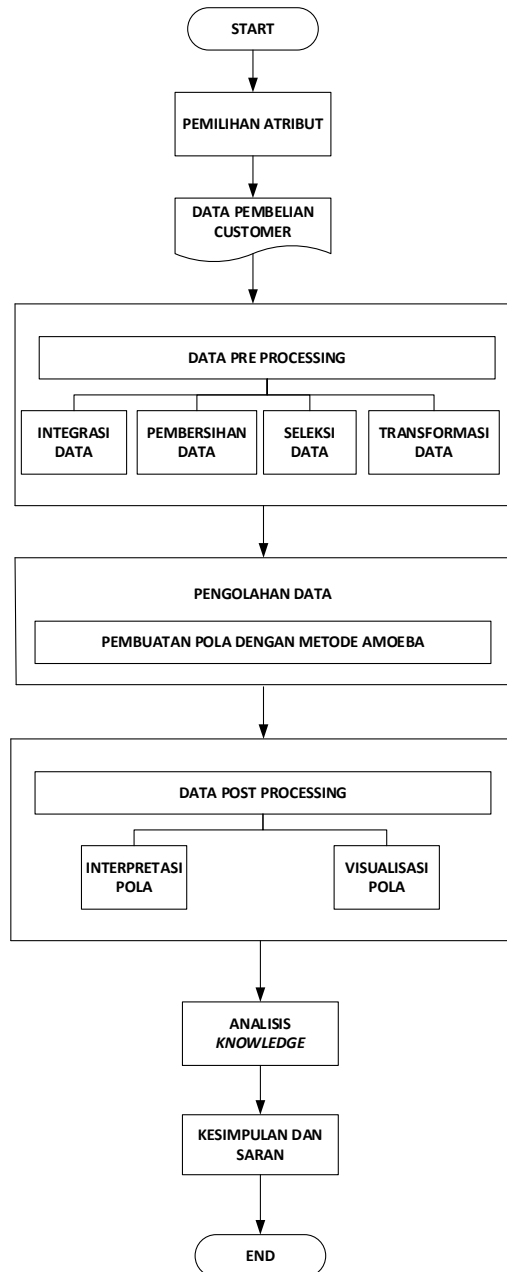 START
PEMILIHAN ATRIBUT
DATA PEMBELIAN
CUSTOMER
DATA PRE PROCESSING
INTEGRASI
DATA
PEMBERSIHAN
DATA
SELEKSI
DATA
TRANSFORMASI
DATA
PENGOLAHAN DATA
PEMBUATAN POLA DENGAN METODE AMOEBA
DATA POST PROCESSING
INTERPRETASI
POLA
VISUALISASI
POLA
ANALISIS
KNOWLEDGE
KESIMPULAN DAN
SARAN
END